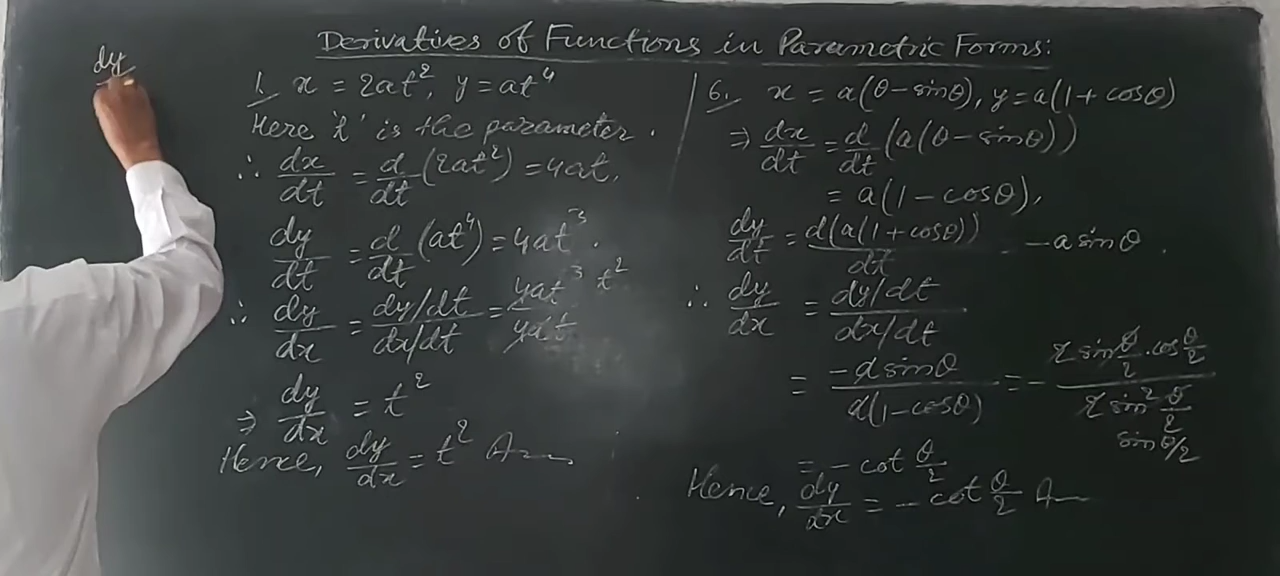 Derivatives of Functions in Parametric Forms:
dy
1. x = 2at², y = at⁴
Here 't' is the parameter.
∴ dx/dt = d/dt (2at²) = 4at,
dy/dt = d/dt (at⁴) = 4at³.
∴ dy/dx = (dy/dt)/(dx/dt) = 4at³/4at t²
⇒ dy/dx = t²
Hence, dy/dx = t² Ans
6. x = a(θ-sinθ), y = a(1+cosθ)
⇒ dx/dt = d/dt (a(θ-sinθ))
= a(1-cosθ),
dy/dt = d(a(1+cosθ))/dt = -a sinθ.
∴ dy/dx = (dy/dt)/(dx/dt)
= -a sinθ / a(1-cosθ) = - 2 sin θ/2 . cos θ/2 / 2 sin² θ/2
sin θ/2
= -cot θ/2
Hence, dy/dx = -cot θ/2 Ans